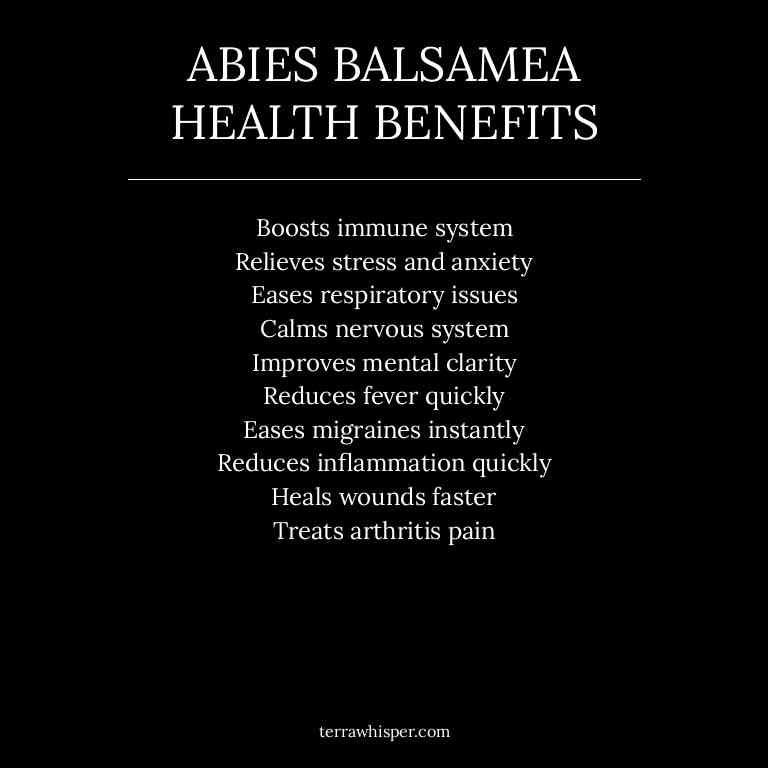 ABIES BALSAMEA
HEALTH BENEFITS
Boosts immune system
Relieves stress and anxiety
Eases respiratory issues
Calms nervous system
Improves mental clarity
Reduces fever quickly
Eases migraines instantly
Reduces inflammation quickly
Heals wounds faster
Treats arthritis pain
terrawhisper.com